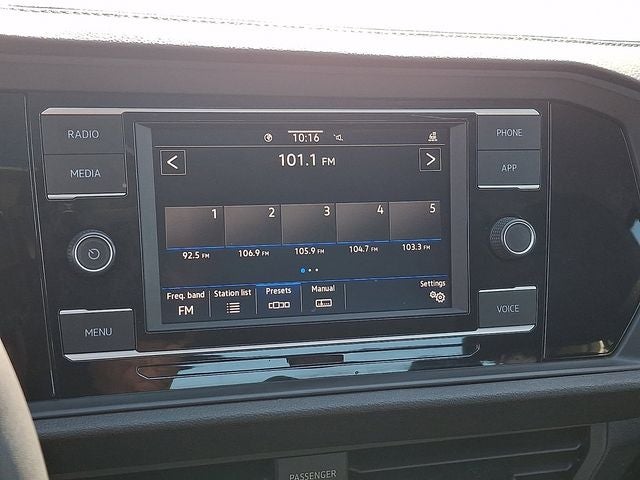 RADIO
MEDIA
MENU
PHONE
APP
VOICE
10:16
101.1 FM
1 2 3 4 5
92.5 FM 106.9 FM 105.9 FM 104.7 FM 103.3 FM
Freq. band Station list Presets Manual Settings
FM
PASSENGER